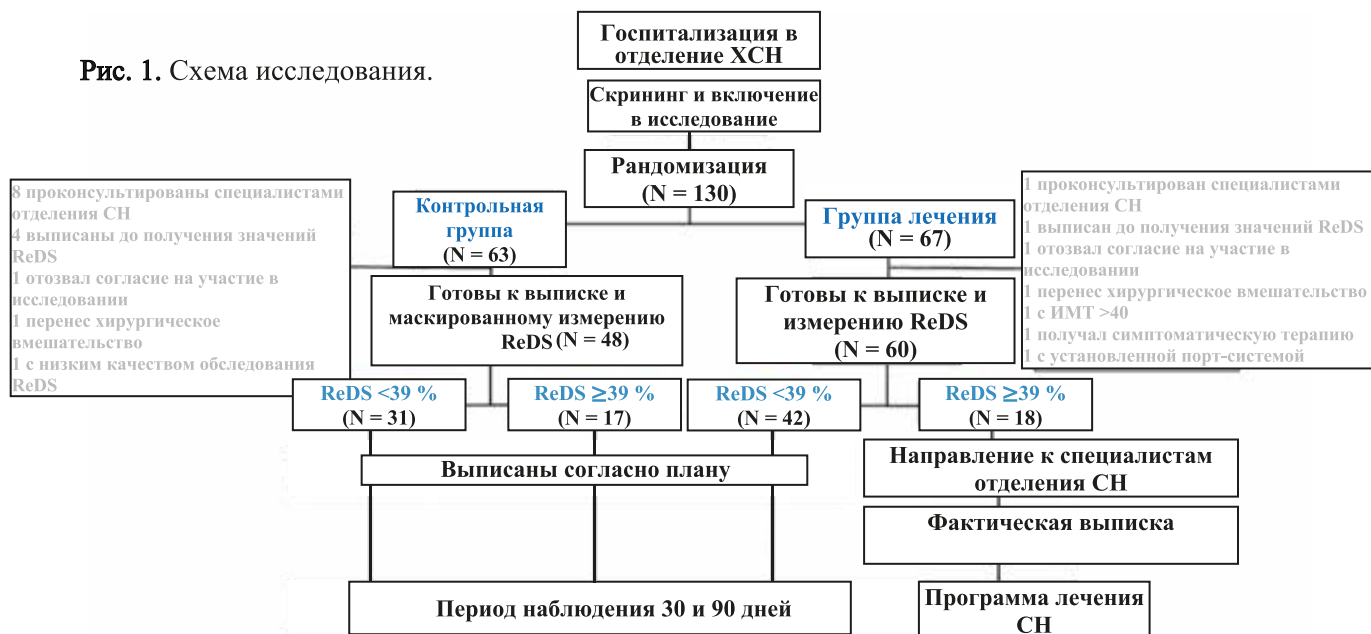 Госпитализация в
отделение ХСН
Рис. 1. Схема исследования.
Скрининг и включение
в исследование
Рандомизация
(N = 130)
8 проконсультированы специалистами
отделения СН
4 выписаны до получения значений
ReDS
1 отозвал согласие на участие в
исследовании
1 перенес хирургическое
вмешательство
1 с низким качеством обследования
ReDS
Контрольная
группа
(N = 63)
Группа лечения
(N = 67)
1 проконсультирован специалистами
отделения СН
1 выписан до получения значений ReDS
1 отозвал согласие на участие в
исследовании
1 перенес хирургическое вмешательство
1 с ИМТ >40
1 получал симптоматическую терапию
1 с установленной порт-системой
Готовы к выписке и
маскированному измерению
ReDS (N = 48)
Готовы к выписке и
измерению ReDS
(N = 60)
ReDS <39 %
(N = 31)
ReDS ≥39 %
(N = 17)
ReDS <39 %
(N = 42)
ReDS ≥39 %
(N = 18)
Выписаны согласно плану
Направление к специалистам
отделения СН
Фактическая выписка
Период наблюдения 30 и 90 дней
Программа лечения
СН